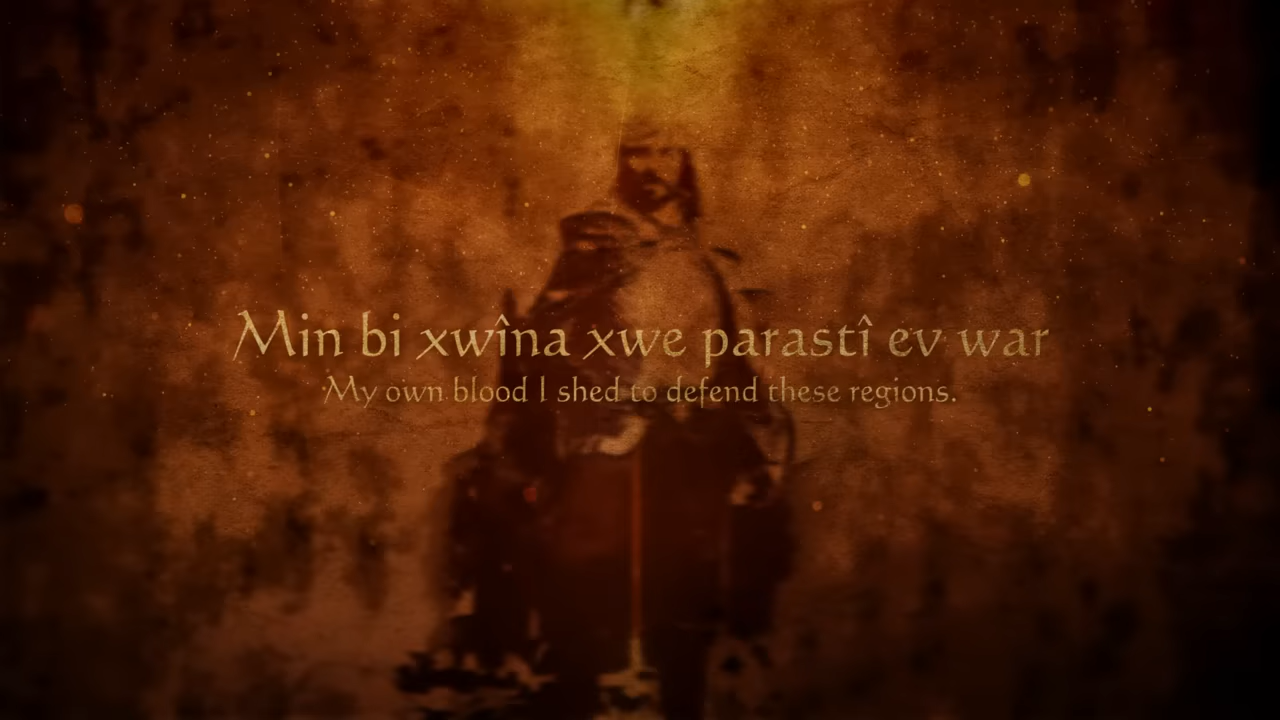 Min bi xwîna xwe parastî ev war
My own blood I shed to defend these regions.